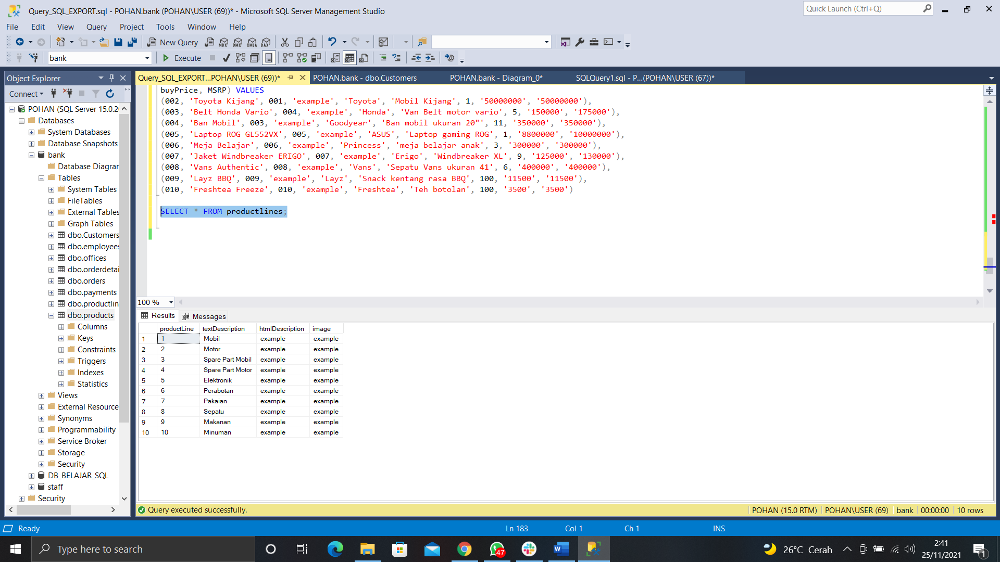 Query_SQL_EXPORT.sql - POHAN.bank (POHAN\USER (69))* - Microsoft SQL Server Management Studio
Quick Launch (Ctrl+Q)
File Edit View Query Project Tools Window Help
New Query MDX DMX XMLA DAX
bank Execute
Object Explorer
Query_SQL_EXPORT...POHAN\USER (69))* POHAN.bank - dbo.Customers POHAN.bank - Diagram_0* SQLQuery1.sql - P...(POHAN\USER (67))*
Connect
POHAN (SQL Server 15.0.2
Databases
System Databases
Database Snapshots
bank
Database Diagrar
Tables
System Tables
FileTables
External Tables
Graph Tables
dbo.Customers
dbo.employees
dbo.offices
dbo.orderdetai
dbo.orders
dbo.payments
dbo.productlin
dbo.products
Columns
Keys
Constraints
Triggers
Indexes
Statistics
Views
External Resource
Synonyms
Programmability
Service Broker
Storage
Security
DB_BELAJAR_SQL
staff
Security
buyPrice, MSRP) VALUES
(002, 'Toyota Kijang', 001, 'example', 'Toyota', 'Mobil Kijang', 1, '50000000', '50000000'),
(003, 'Belt Honda Vario', 004, 'example', 'Honda', 'Van Belt motor vario', 5, '150000', '175000'),
(004, 'Ban Mobil', 003, 'example', 'Goodyear', 'Ban mobil ukuran 20"', 11, '350000', '350000'),
(005, 'Laptop ROG GL552VX', 005, 'example', 'ASUS', 'Laptop gaming ROG', 1, '8800000', '10000000'),
(006, 'Meja Belajar', 006, 'example', 'Princess', 'meja belajar anak', 3, '300000', '300000'),
(007, 'Jaket Windbreaker ERIGO', 007, 'example', 'Erigo', 'Windbreaker XL', 9, '125000', '130000'),
(008, 'Vans Authentic', 008, 'example', 'Vans', 'Sepatu Vans ukuran 41', 6, '400000', '400000'),
(009, 'Layz BBQ', 009, 'example', 'Layz', 'Snack kentang rasa BBQ', 100, '11500', '11500'),
(010, 'Freshtea Freeze', 010, 'example', 'Freshtea', 'Teh botolan', 100, '3500', '3500')
SELECT * FROM productlines;
100 %
Results Messages
productLine textDescription htmlDescription image
1 1 Mobil example example
2 2 Motor example example
3 3 Spare Part Mobil example example
4 4 Spare Part Motor example example
5 5 Elektronik example example
6 6 Perabotan example example
7 7 Pakaian example example
8 8 Sepatu example example
9 9 Makanan example example
10 10 Minuman example example
Query executed successfully. POHAN (15.0 RTM) POHAN\USER (69) bank 00:00:00 10 rows
Ready Ln 183 Col 1 Ch 1 INS
Type here to search 47 26°C Cerah 2:41
25/11/2021 1